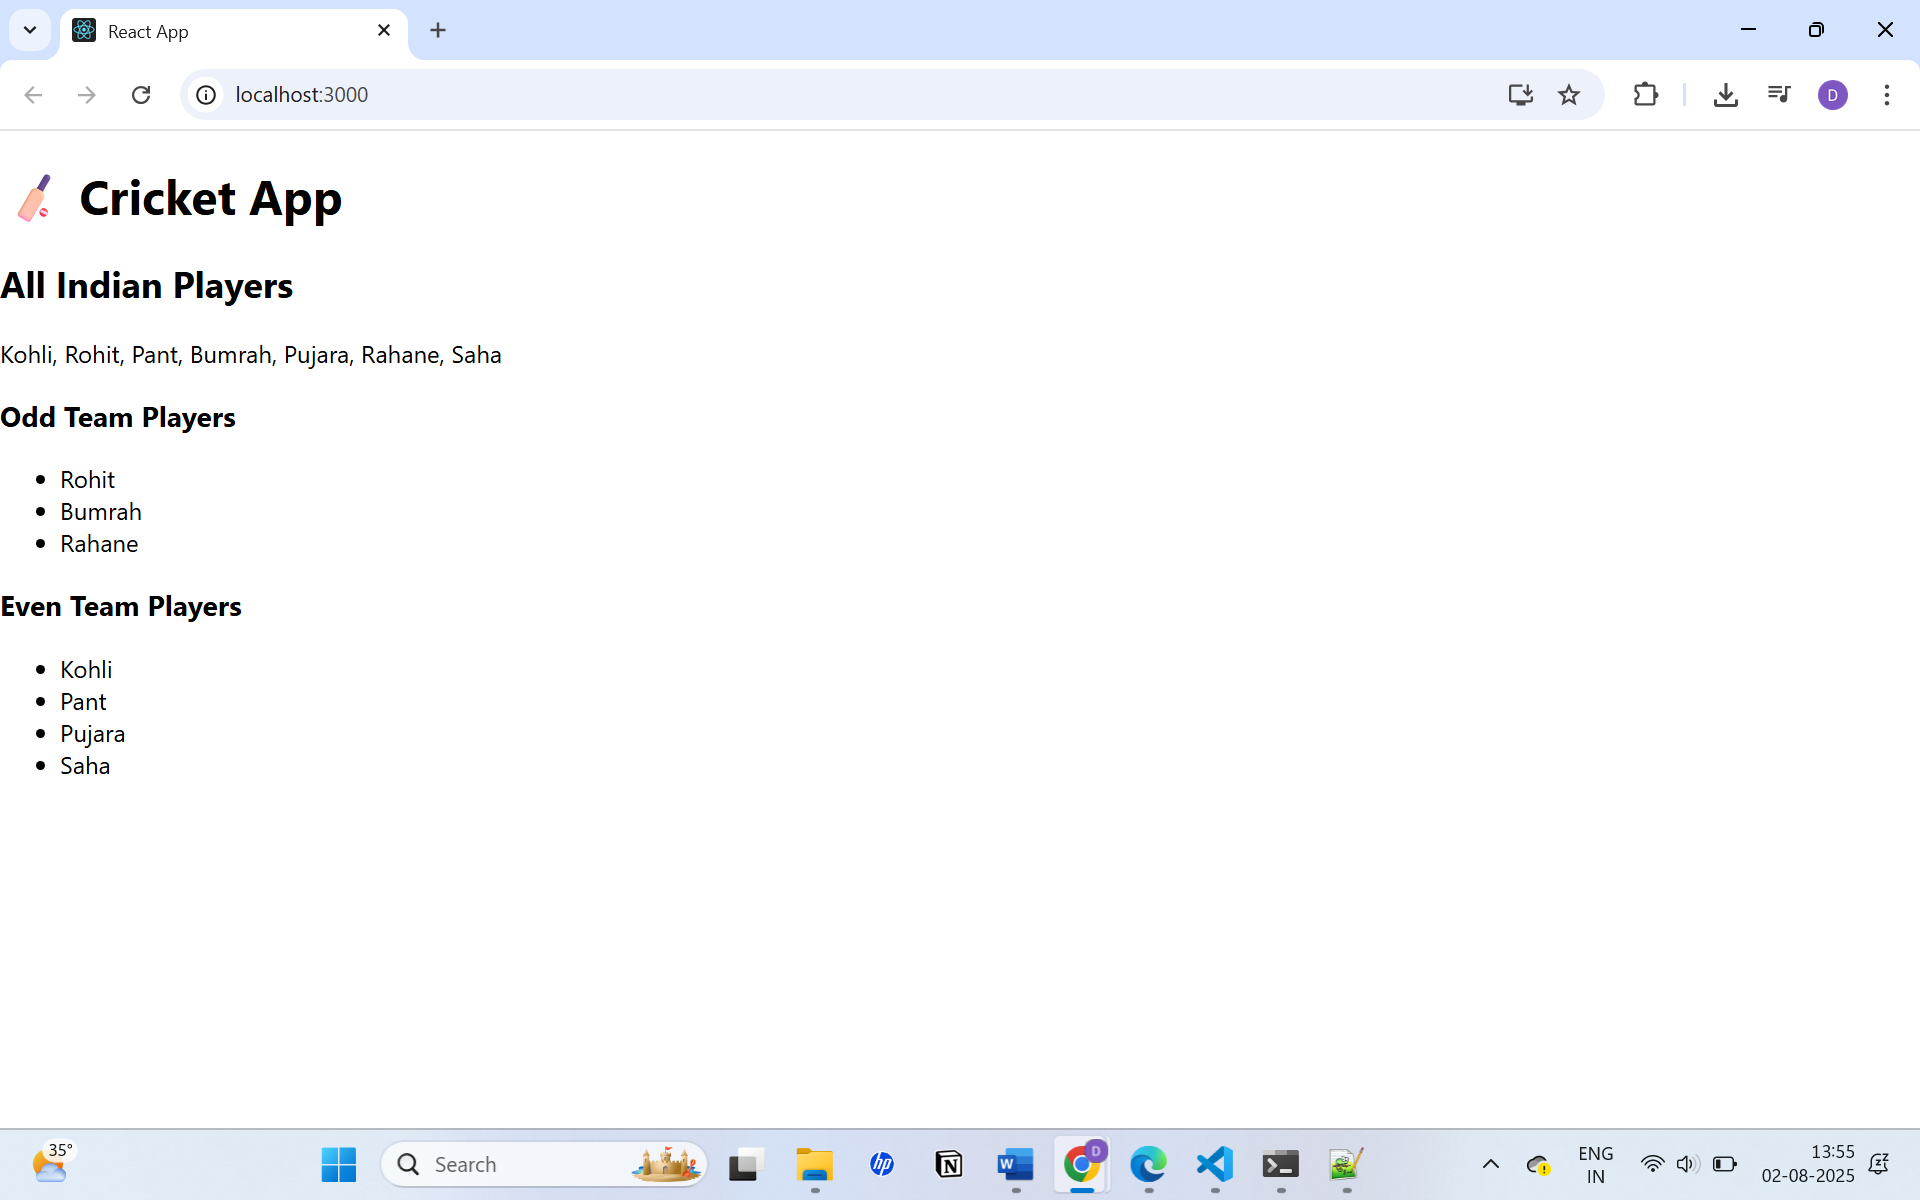 React App
localhost:3000
D
Cricket App
All Indian Players
Kohli, Rohit, Pant, Bumrah, Pujara, Rahane, Saha
Odd Team Players
Rohit
Bumrah
Rahane
Even Team Players
Kohli
Pant
Pujara
Saha
35°
Search
hp
N
W
D
ENG
IN
13:55
02-08-2025